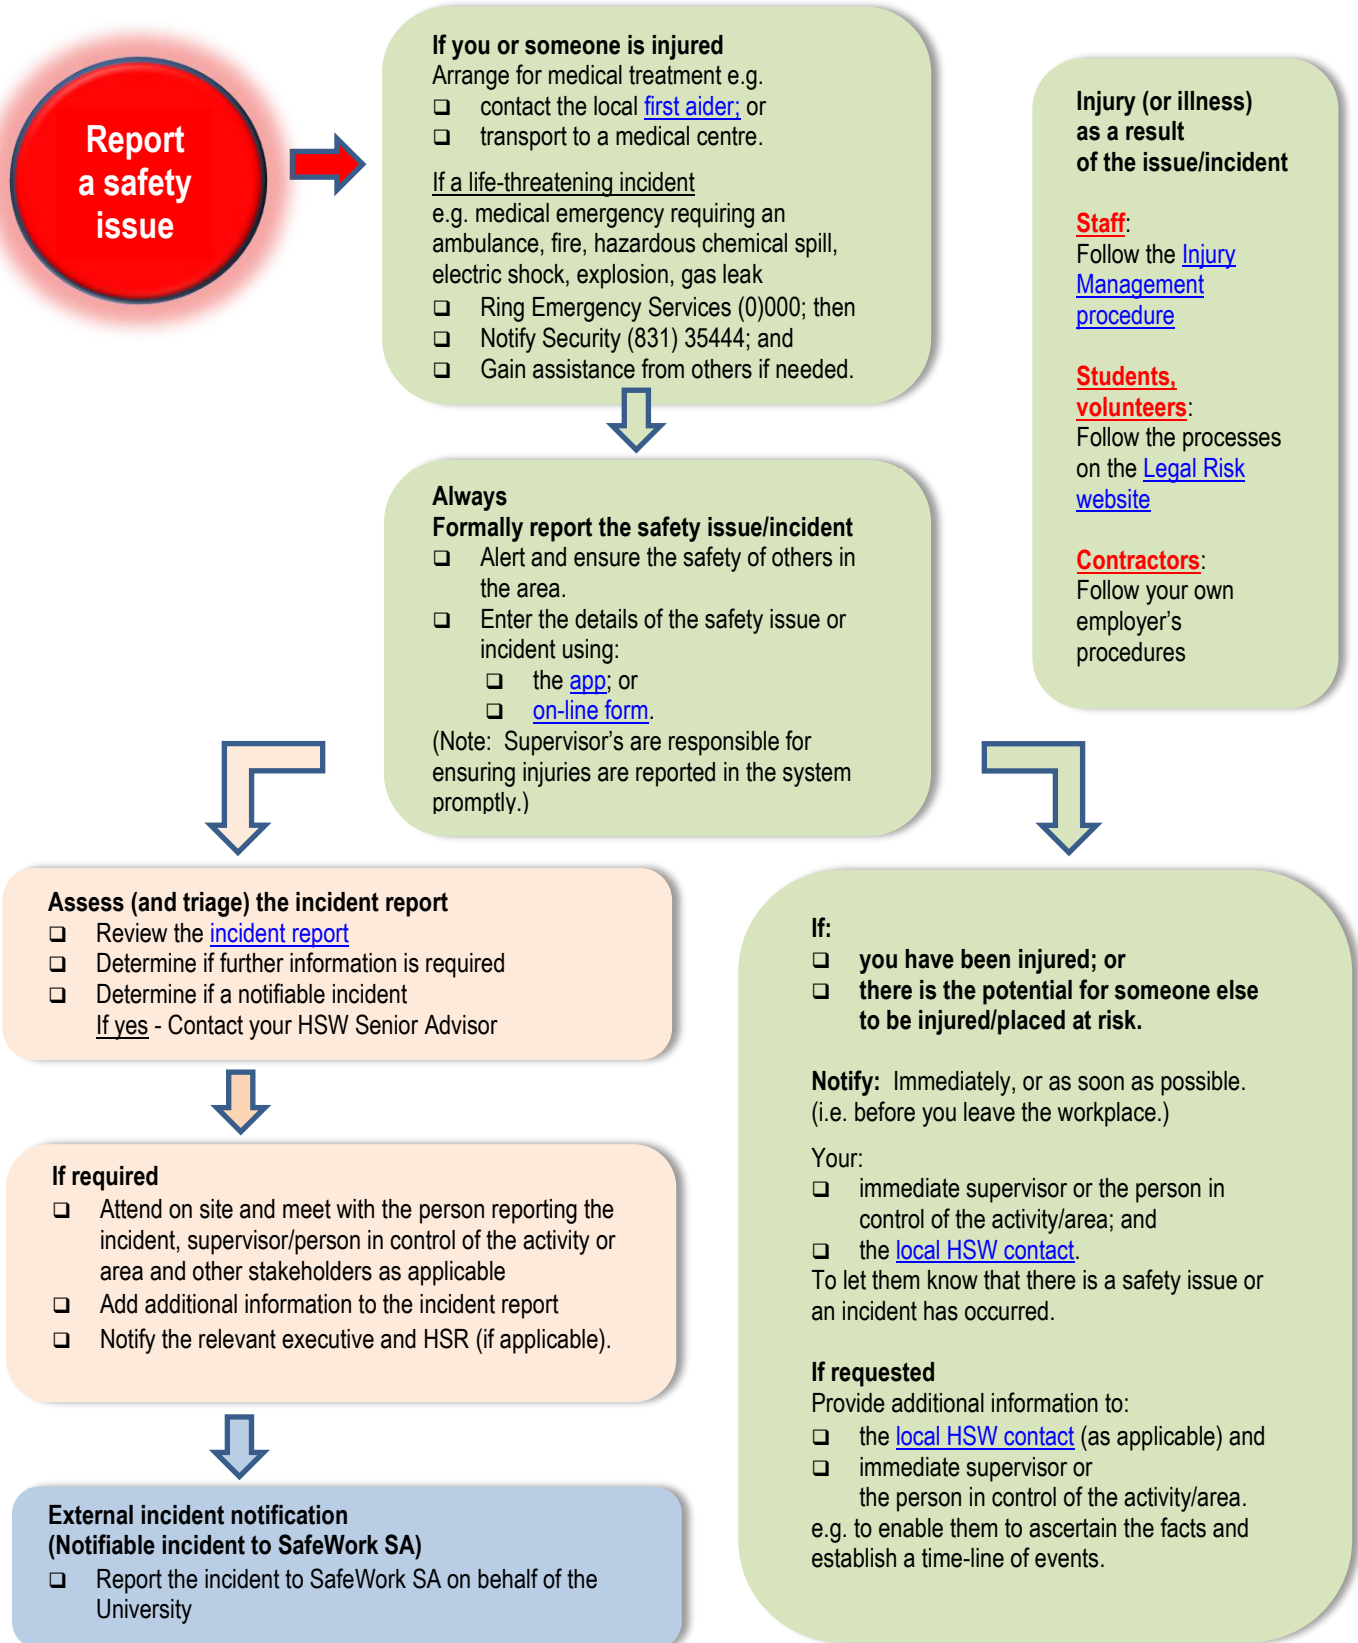 Report
a safety
issue
If you or someone is injured
Arrange for medical treatment e.g.
❑ contact the local first aider; or
❑ transport to a medical centre.
If a life-threatening incident
e.g. medical emergency requiring an
ambulance, fire, hazardous chemical spill,
electric shock, explosion, gas leak
❑ Ring Emergency Services (0)000; then
❑ Notify Security (831) 35444; and
❑ Gain assistance from others if needed.
Injury (or illness)
as a result
of the issue/incident
Staff:
Follow the Injury
Management
procedure
Students,
volunteers:
Follow the processes
on the Legal Risk
website
Contractors:
Follow your own
employer's
procedures
Always
Formally report the safety issue/incident
❑ Alert and ensure the safety of others in
the area.
❑ Enter the details of the safety issue or
incident using:
❑ the app; or
❑ on-line form.
(Note: Supervisor's are responsible for
ensuring injuries are reported in the system
promptly.)
Assess (and triage) the incident report
❑ Review the incident report
❑ Determine if further information is required
❑ Determine if a notifiable incident
If yes - Contact your HSW Senior Advisor
If required
❑ Attend on site and meet with the person reporting the
incident, supervisor/person in control of the activity or
area and other stakeholders as applicable
❑ Add additional information to the incident report
❑ Notify the relevant executive and HSR (if applicable).
External incident notification
(Notifiable incident to SafeWork SA)
❑ Report the incident to SafeWork SA on behalf of the
University
If:
❑ you have been injured; or
❑ there is the potential for someone else
to be injured/placed at risk.
Notify: Immediately, or as soon as possible.
(i.e. before you leave the workplace.)
Your:
❑ immediate supervisor or the person in
control of the activity/area; and
❑ the local HSW contact.
To let them know that there is a safety issue or
an incident has occurred.
If requested
Provide additional information to:
❑ the local HSW contact (as applicable) and
❑ immediate supervisor or
the person in control of the activity/area.
e.g. to enable them to ascertain the facts and
establish a time-line of events.